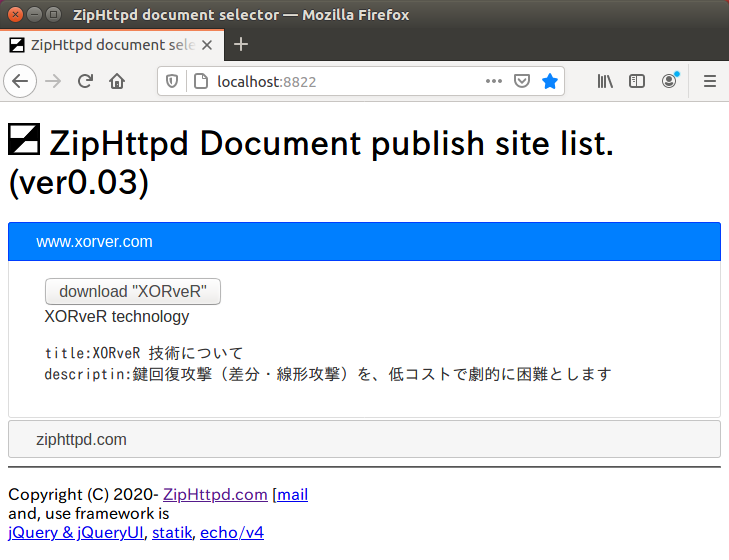 ZipHttpd document selector — Mozilla Firefox
ZipHttpd document sele
localhost:8822
ZipHttpd Document publish site list.
(ver0.03)
www.xorver.com
download "XORveR"
XORveR technology
title:XORveR 技術について
descriptin:鍵回復攻撃（差分・線形攻撃）を、低コストで劇的に困難とします
ziphttpd.com
Copyright (C) 2020- ZipHttpd.com [mail
and, use framework is
jQuery & jQueryUI, statik, echo/v4